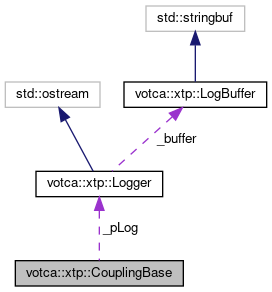 std::stringbuf
std::ostream
votca::xtp::LogBuffer
_buffer
votca::xtp::Logger
_pLog
votca::xtp::CouplingBase